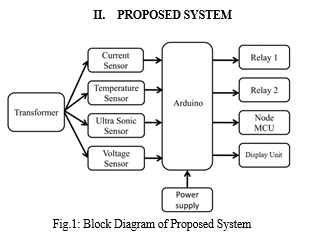 II. PROPOSED SYSTEM
Transformer
Current
Sensor
Temperature
Sensor
Ultra Sonic
Sensor
Voltage
Sensor
Arduino
Power
supply
Relay 1
Relay 2
Node
MCU
Display Unit
Fig.1: Block Diagram of Proposed System